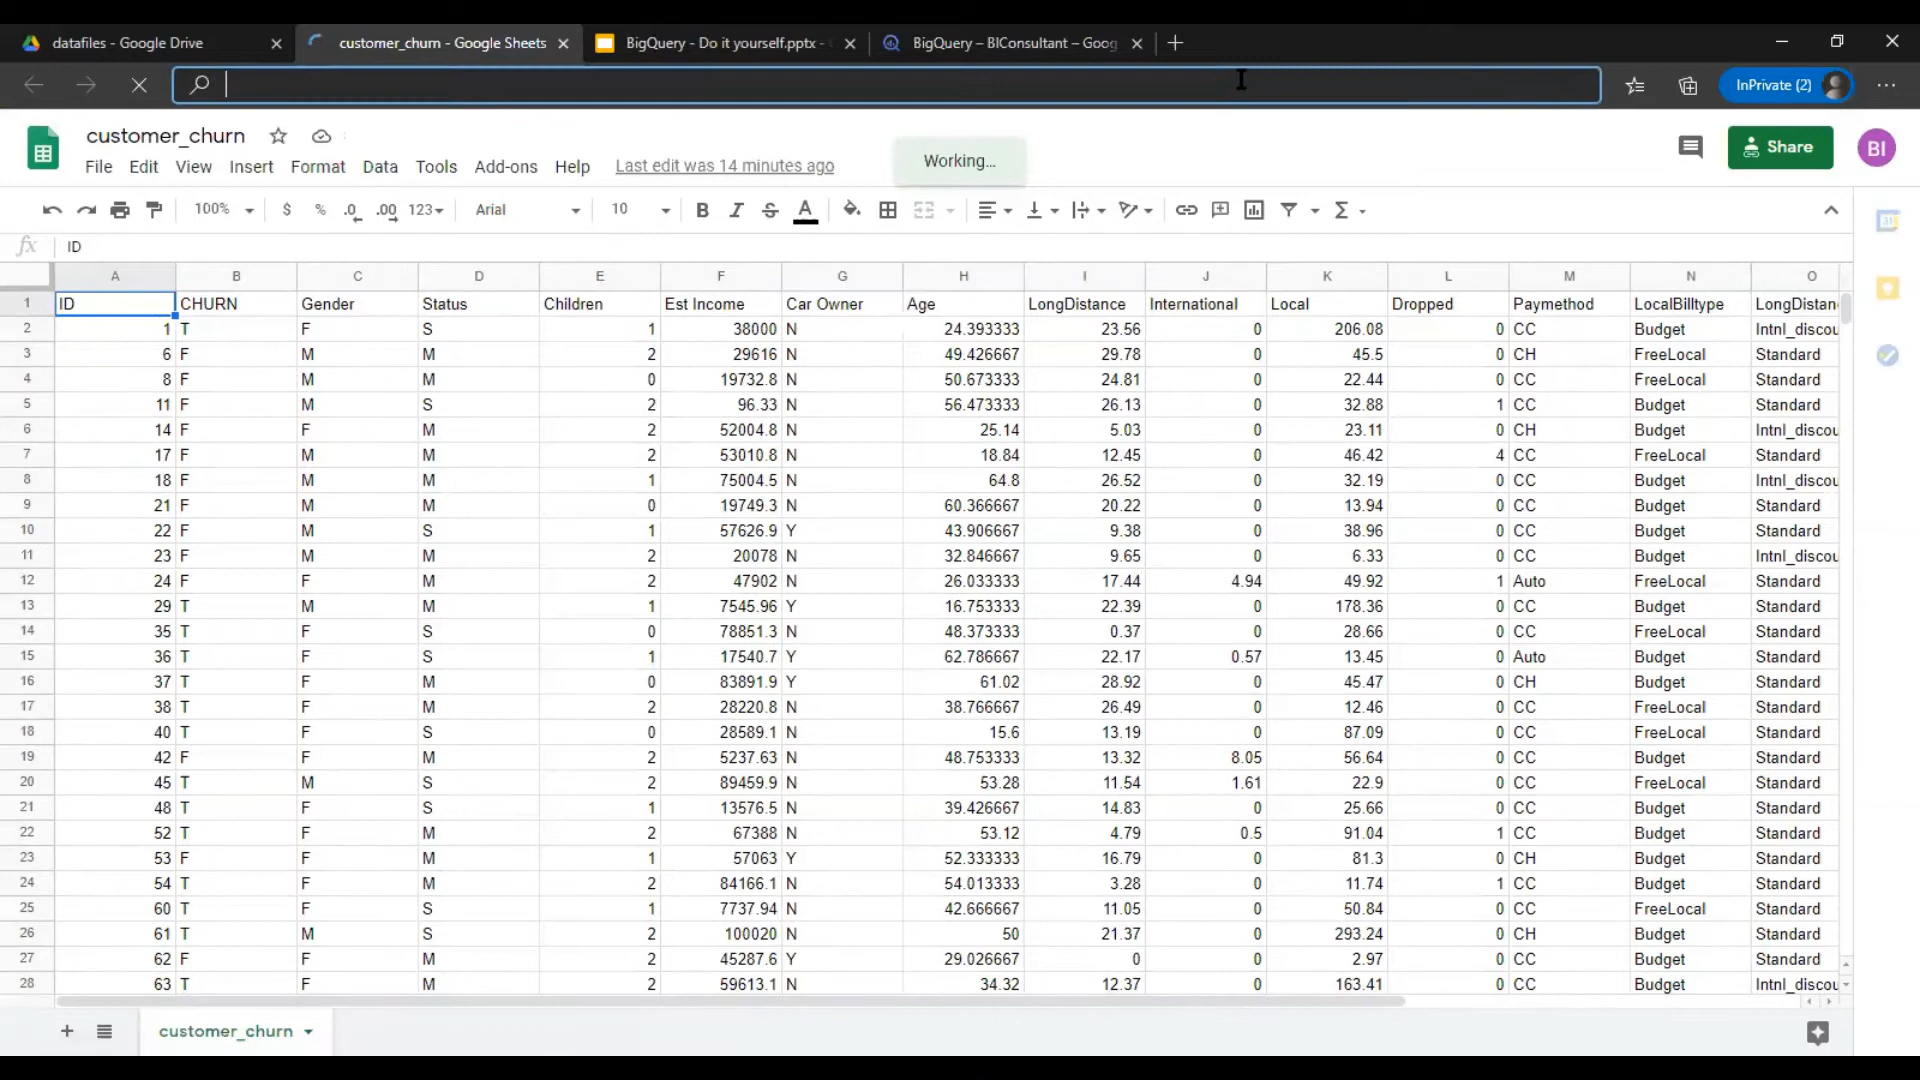 datafiles - Google Drive customer_churn - Google Sheets BigQuery - Do it yourself.pptx - BigQuery – BIConsultant – Goog
InPrivate (2)
customer_churn
Working...
Share
BI
File Edit View Insert Format Data Tools Add-ons Help Last edit was 14 minutes ago
100% $ % .0 .00 123 Arial 10 B I S A
fx ID
A B C D E F G H I J K L M N O
1 ID CHURN Gender Status Children Est Income Car Owner Age LongDistance International Local Dropped Paymethod LocalBilltype LongDistan
2 1 T F S 1 38000 N 24.393333 23.56 0 206.08 0 CC Budget Intnl_discou
3 6 F M M 2 29616 N 49.426667 29.78 0 45.5 0 CH FreeLocal Standard
4 8 F M M 0 19732.8 N 50.673333 24.81 0 22.44 0 CC FreeLocal Standard
5 11 F M S 2 96.33 N 56.473333 26.13 0 32.88 1 CC Budget Standard
6 14 F F M 2 52004.8 N 25.14 5.03 0 23.11 0 CH Budget Intnl_discou
7 17 F M M 2 53010.8 N 18.84 12.45 0 46.42 4 CC FreeLocal Standard
8 18 F M M 1 75004.5 N 64.8 26.52 0 32.19 0 CC Budget Intnl_discou
9 21 F M M 0 19749.3 N 60.366667 20.22 0 13.94 0 CC Budget Standard
10 22 F M S 1 57626.9 Y 43.906667 9.38 0 38.96 0 CC Budget Standard
11 23 F M M 2 20078 N 32.846667 9.65 0 6.33 0 CC Budget Intnl_discou
12 24 F F M 2 47902 N 26.033333 17.44 4.94 49.92 1 Auto FreeLocal Standard
13 29 T M M 1 7545.96 Y 16.753333 22.39 0 178.36 0 CC Budget Standard
14 35 T F S 0 78851.3 N 48.373333 0.37 0 28.66 0 CC FreeLocal Standard
15 36 T F S 1 17540.7 Y 62.786667 22.17 0.57 13.45 0 Auto Budget Standard
16 37 T F M 0 83891.9 Y 61.02 28.92 0 45.47 0 CH Budget Standard
17 38 T F M 2 28220.8 N 38.766667 26.49 0 12.46 0 CC FreeLocal Standard
18 40 T F S 0 28589.1 N 15.6 13.19 0 87.09 0 CC FreeLocal Standard
19 42 F F M 2 5237.63 N 48.753333 13.32 8.05 56.64 0 CC Budget Standard
20 45 T M S 2 89459.9 N 53.28 11.54 1.61 22.9 0 CC FreeLocal Standard
21 48 T F S 1 13576.5 N 39.426667 14.83 0 25.66 0 CC Budget Standard
22 52 T F M 2 67388 N 53.12 4.79 0.5 91.04 1 CC Budget Standard
23 53 F F M 1 57063 Y 52.333333 16.79 0 81.3 0 CH Budget Standard
24 54 T F M 2 84166.1 N 54.013333 3.28 0 11.74 1 CC Budget Standard
25 60 T F S 1 7737.94 N 42.666667 11.05 0 50.84 0 CC FreeLocal Standard
26 61 T M S 2 100020 N 50 21.37 0 293.24 0 CH Budget Standard
27 62 F F M 2 45287.6 Y 29.026667 0 0 2.97 0 CC Budget Standard
28 63 T F M 2 59613.1 N 34.32 12.37 0 163.41 0 CC Budget Intnl_discou
customer_churn